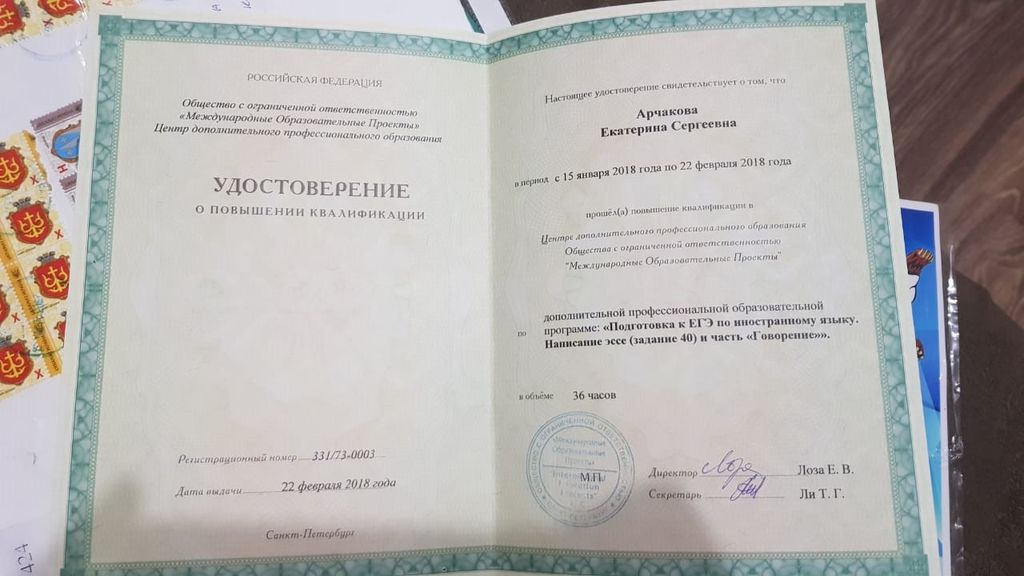 РОССИЙСКАЯ ФЕДЕРАЦИЯ
Общество с ограниченной ответственностью
«Международные Образовательные Проекты»
Центр дополнительного профессионального образования
УДОСТОВЕРЕНИЕ
О ПОВЫШЕНИИ КВАЛИФИКАЦИИ
Регистрационный номер 331/73-0003
Дата выдачи 22 февраля 2018 года
Санкт-Петербург
Настоящее удостоверение свидетельствует о том, что
Арчакова
Екатерина Сергеевна
в период с 15 января 2018 года по 22 февраля 2018 года
прошёл(а) повышение квалификации в
Центре дополнительного профессионального образования
Общества с ограниченной ответственностью
"Международные Образовательные Проекты"
дополнительной профессиональной образовательной
по программе: «Подготовка к ЕГЭ по иностранному языку.
Написание эссе (задание 40) и часть «Говорение»».
в объёме 36 часов
Международные
Образовательные
Проекты
М.П.
Директор Лоза Е. В.
Секретарь Ли Т. Г.